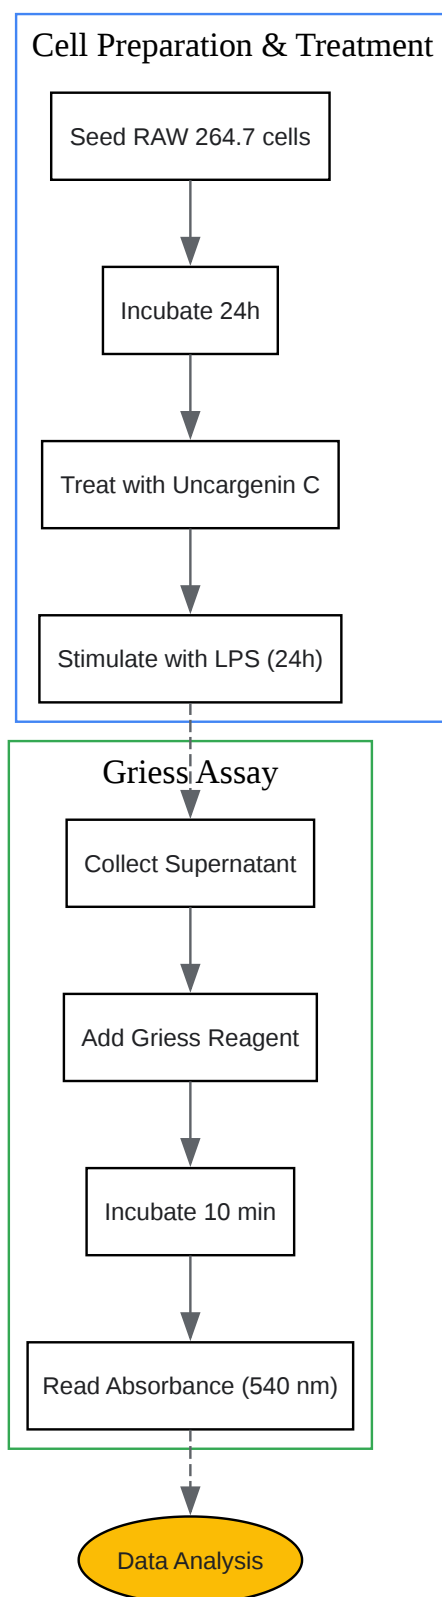 Cell Preparation & Treatment
Seed RAW 264.7 cells
Incubate 24h
Treat with Uncargenin C
Stimulate with LPS (24h)
Griess Assay
Collect Supernatant
Add Griess Reagent
Incubate 10 min
Read Absorbance (540 nm)
Data Analysis